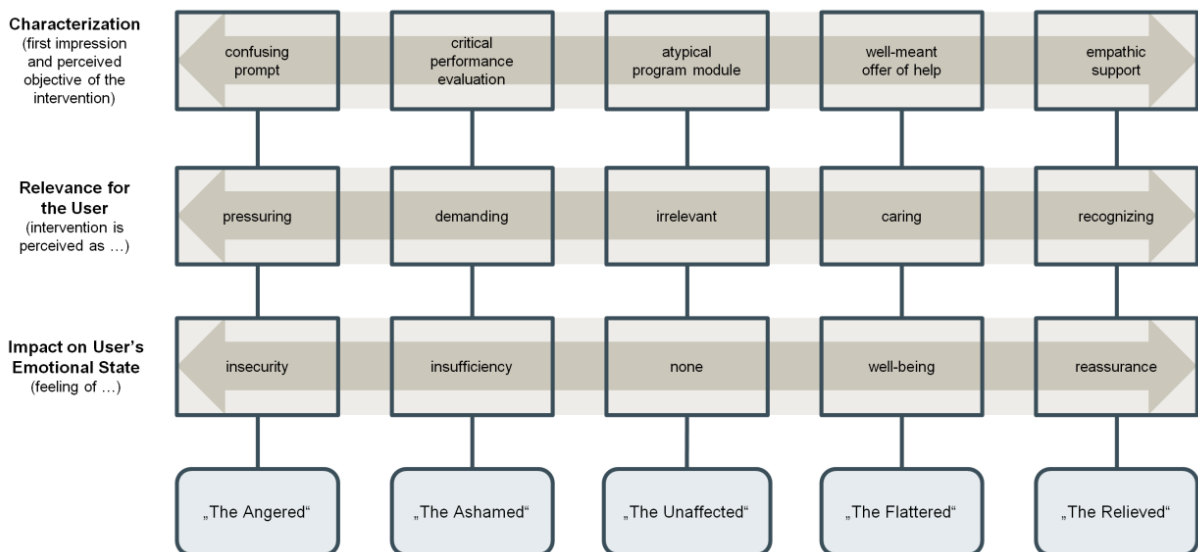 Characterization
(first impression
and perceived
objective of the
intervention)
confusing
prompt
critical
performance
evaluation
atypical
program module
well-meant
offer of help
empathic
support
Relevance for
the User
(intervention is
perceived as …)
pressuring
demanding
irrelevant
caring
recognizing
Impact on User’s
Emotional State
(feeling of …)
insecurity
insufficiency
none
well-being
reassurance
„The Angered“
„The Ashamed“
„The Unaffected“
„The Flattered“
„The Relieved“